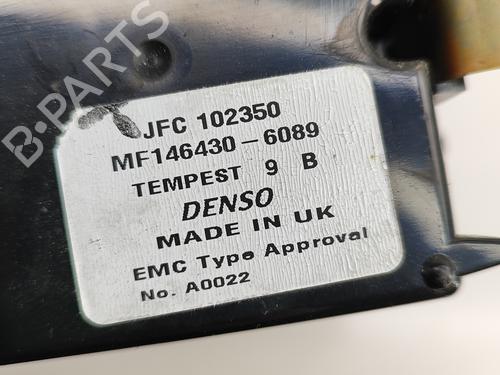 B-PARTS
JFC 102350
MF146430-6089
TEMPEST 9 B
DENSO
MADE IN UK
EMC Type Approval
No. A0022